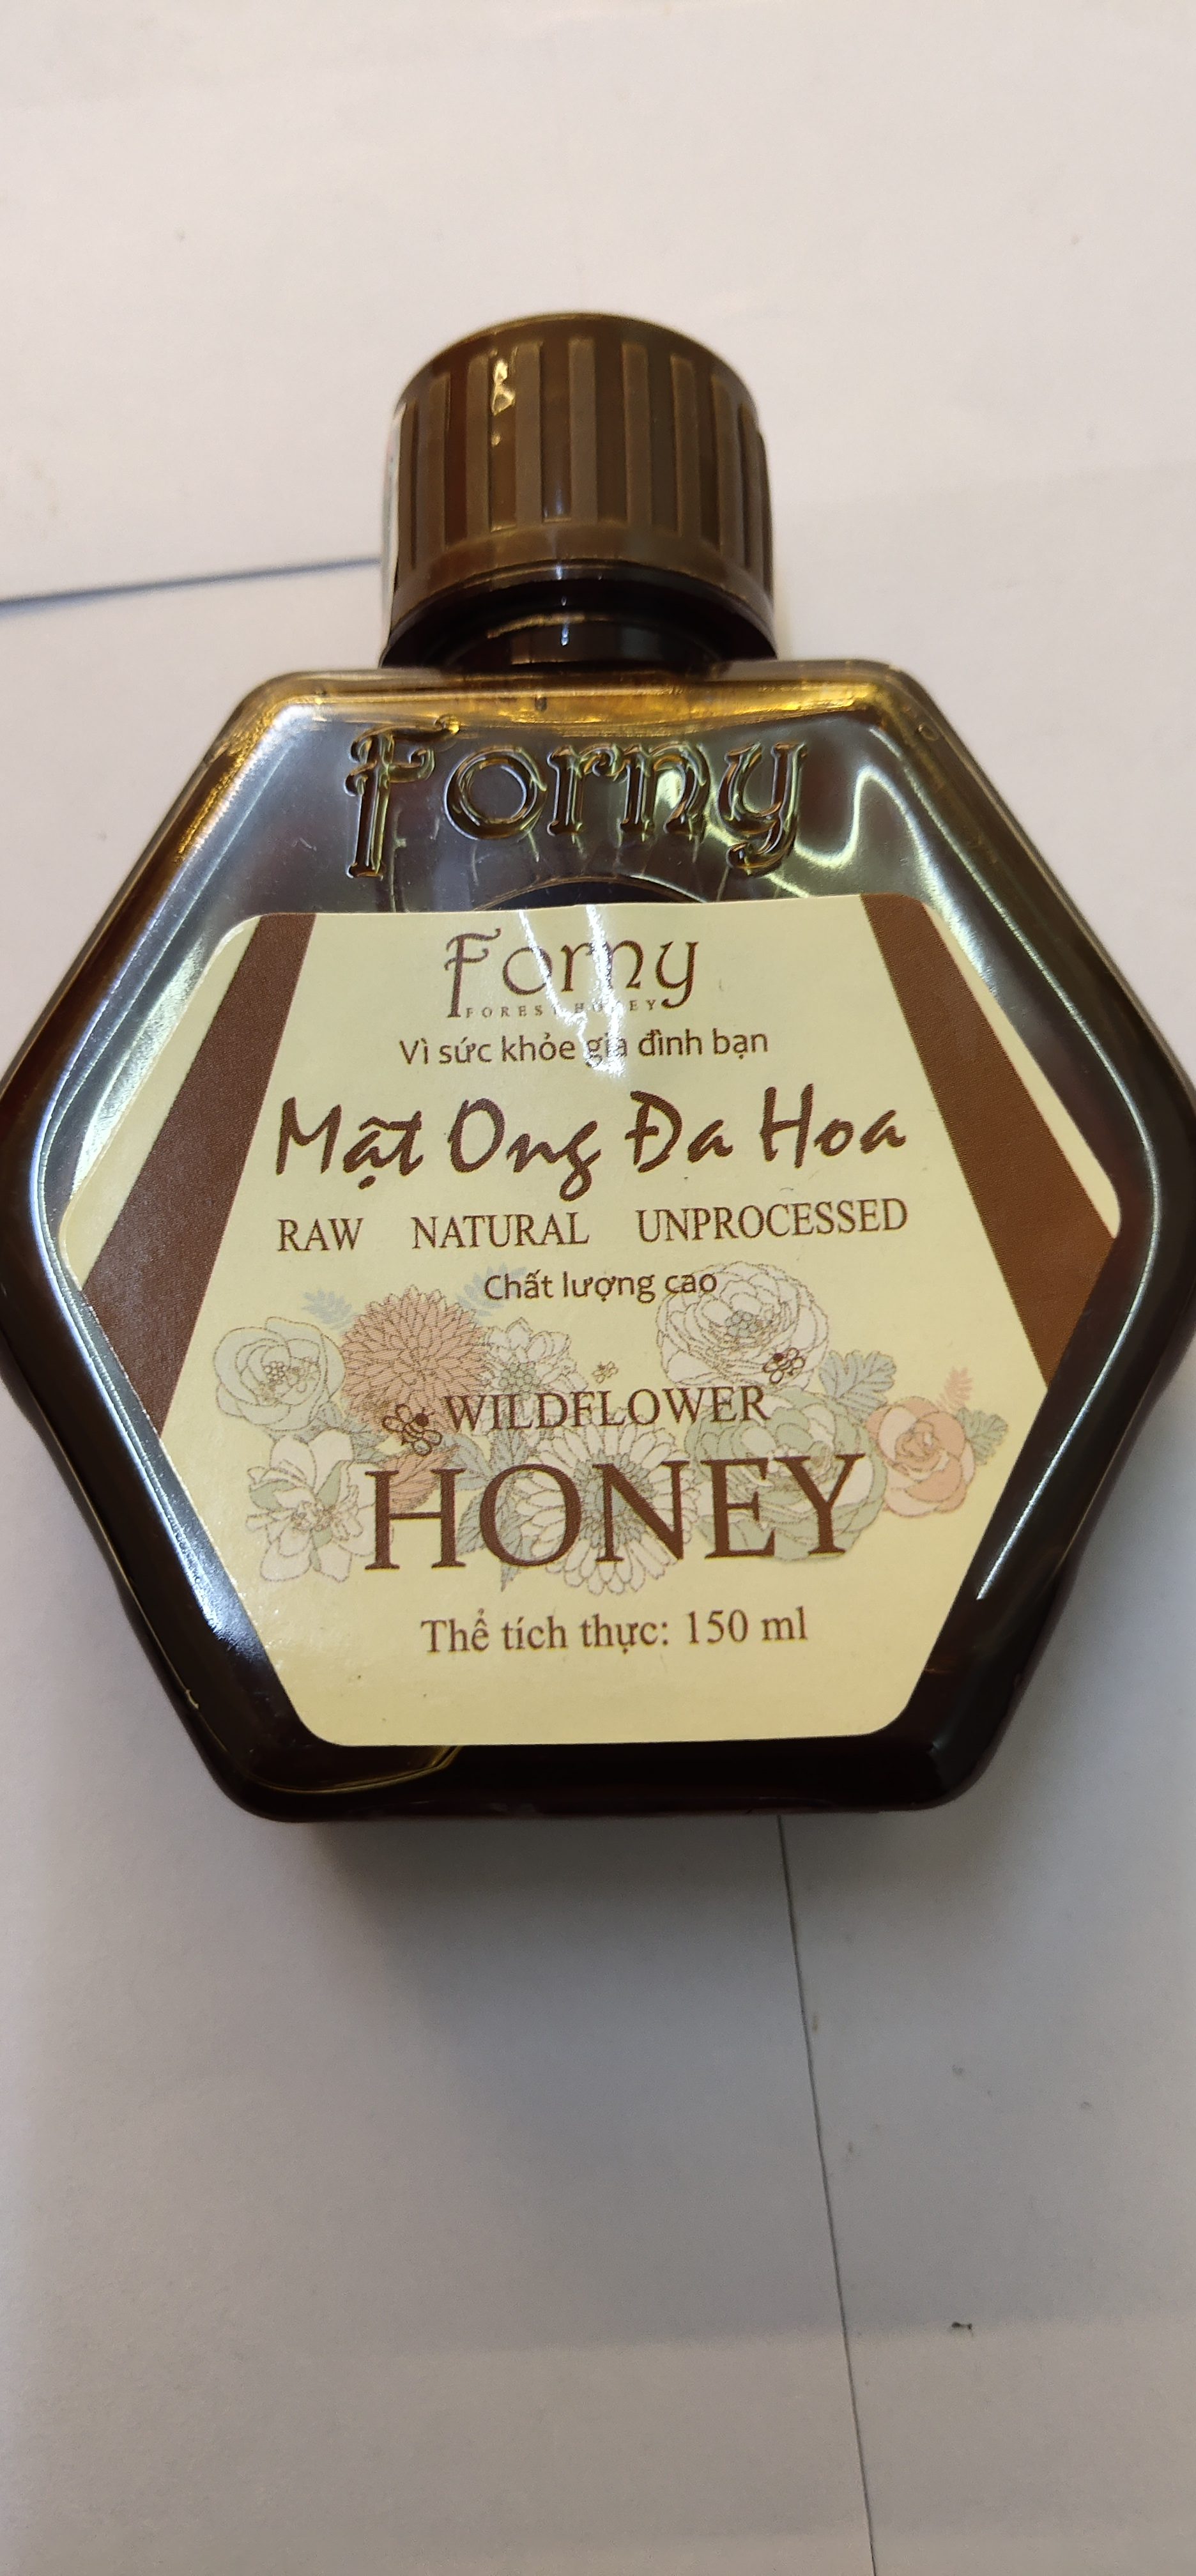 Forny
Forny
FOREST HONEY
Vì sức khỏe gia đình bạn
Mật Ong Đa Hoa
RAW NATURAL UNPROCESSED
Chất lượng cao
WILDFLOWER
HONEY
Thể tích thực: 150 ml